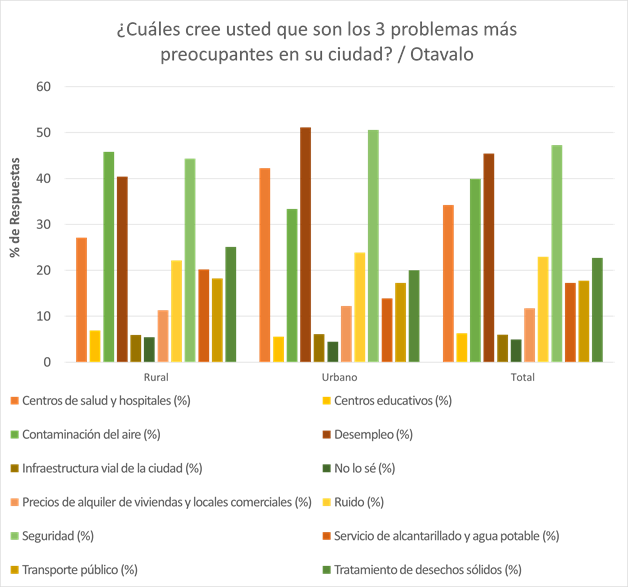 ¿Cuáles cree usted que son los 3 problemas más
preocupantes en su ciudad? / Otavalo
% de Respuestas
60
50
40
30
20
10
0
Rural
Urbano
Total
Centros de salud y hospitales (%)
Centros educativos (%)
Contaminación del aire (%)
Desempleo (%)
Infraestructura vial de la ciudad (%)
No lo sé (%)
Precios de alquiler de viviendas y locales comerciales (%)
Ruido (%)
Seguridad (%)
Servicio de alcantarillado y agua potable (%)
Transporte público (%)
Tratamiento de desechos sólidos (%)